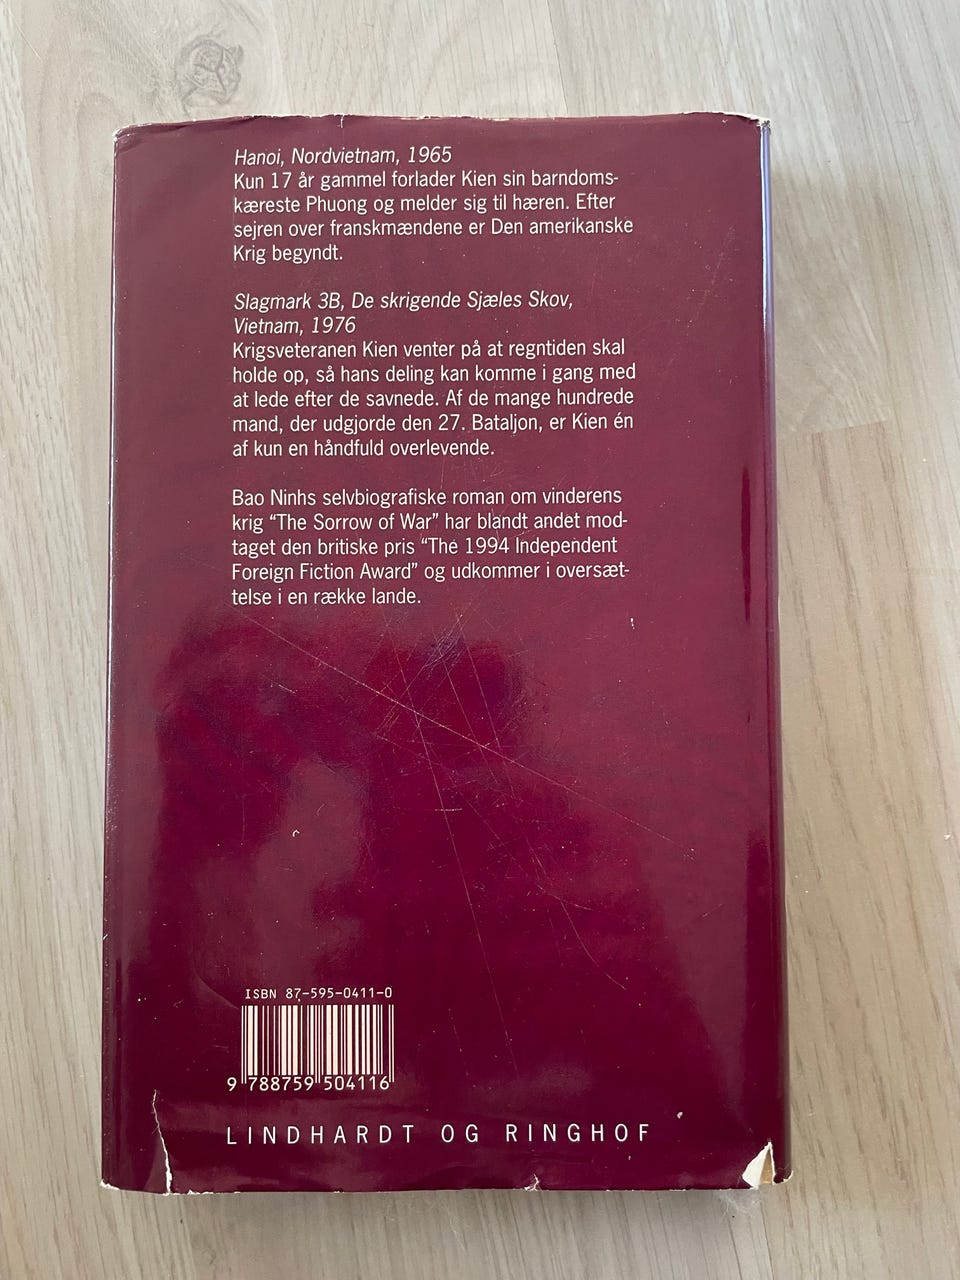 Hanoi, Nordvietnam, 1965
Kun 17 år gammel forlader Kien sin barndoms-
kæreste Phuong og melder sig til hæren. Efter
sejren over franskmændene er Den amerikanske
Krig begyndt.
Slagmark 3B, De skrigende Sjæles Skov,
Vietnam, 1976
Krigsveteranen Kien venter på at regntiden skal
holde op, så hans deling kan komme i gang med
at lede efter de savnede. Af de mange hundrede
mand, der udgjorde den 27. Bataljon, er Kien én
af kun en håndfuld overlevende.
Bao Ninhs selvbiografiske roman om vinderens
krig “The Sorrow of War” har blandt andet mod-
taget den britiske pris “The 1994 Independent
Foreign Fiction Award” og udkommer i oversæt-
telse i en række lande.
ISBN 87-595-0411-0
9 788759 504116
LINDHARDT OG RINGHOF